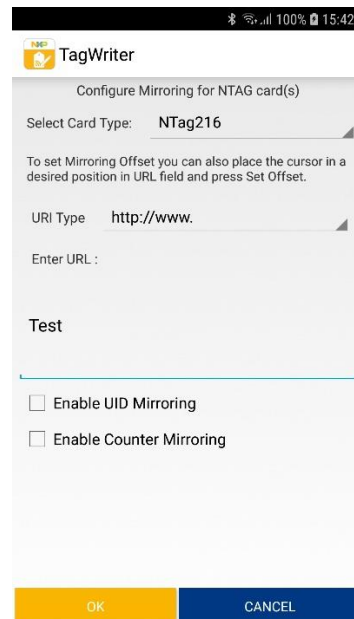 100% 15:42
NXP
TagWriter
Configure Mirroring for NTAG card(s)
Select Card Type: NTag216
To set Mirroring Offset you can also place the cursor in a
desired position in URL field and press Set Offset.
URI Type http://www.
Enter URL :
Test
Enable UID Mirroring
Enable Counter Mirroring
OK CANCEL